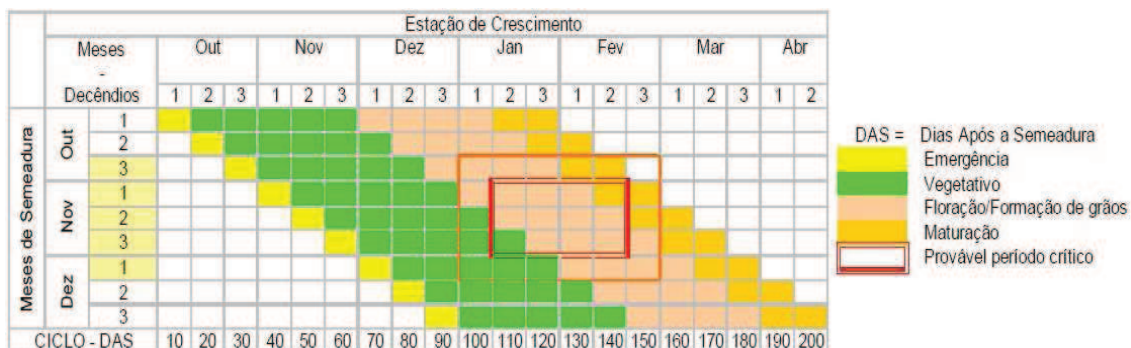 Estação de Crescimento
Meses - Decêndios
Out Nov Dez Jan Fev Mar Abr
1 2 3 1 2 3 1 2 3 1 2 3 1 2 3 1 2 3 1 2
Meses de Semeadura
Out
1
2
3
Nov
1
2
3
Dez
1
2
3
CICLO - DAS 10 20 30 40 50 60 70 80 90 100 110 120 130 140 150 160 170 180 190 200
DAS = Dias Após a Semeadura
Emergência
Vegetativo
Floração/Formação de grãos
Maturação
Provável período crítico